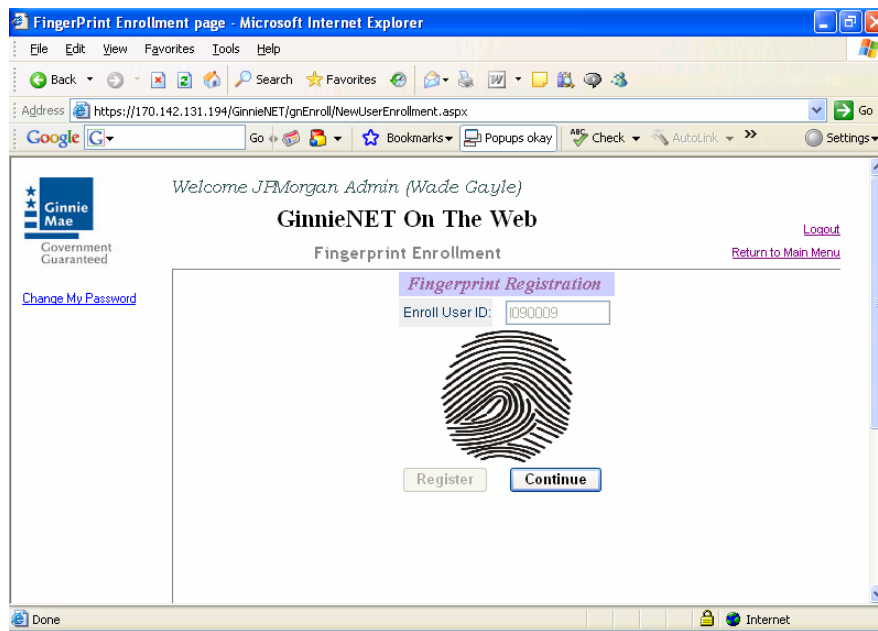 FingerPrint Enrollment page - Microsoft Internet Explorer
File Edit View Favorites Tools Help
Back Search Favorites
Address https://170.142.131.194/GinnieNET/gnEnroll/NewUserEnrollment.aspx Go
Google G Go Bookmarks Popups okay ABC Check AutoLink >> Settings
Welcome JPMorgan Admin (Wade Gayle)
Ginnie
Mae
GinnieNET On The Web
Logout
Government
Guaranteed
Fingerprint Enrollment
Return to Main Menu
Fingerprint Registration
Change My Password
Enroll User ID: I090009
Register Continue
Done Internet